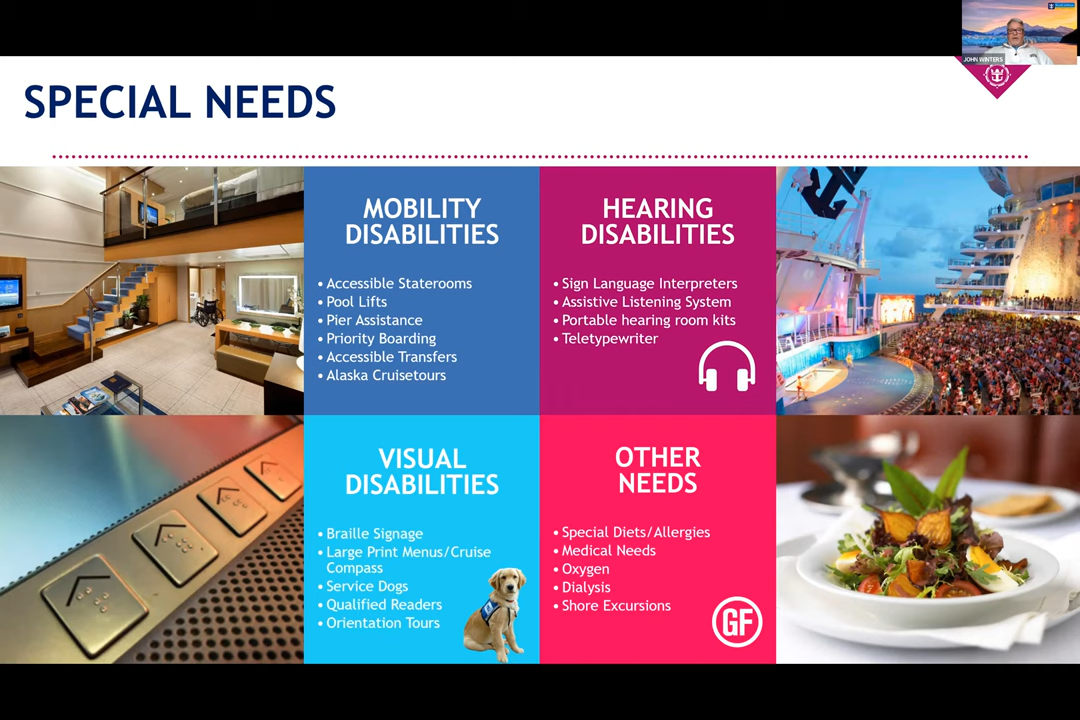 JOHN WINTERS
SPECIAL NEEDS
MOBILITY
DISABILITIES
• Accessible Staterooms
• Pool Lifts
• Pier Assistance
• Priority Boarding
• Accessible Transfers
• Alaska Cruisetours
HEARING
DISABILITIES
• Sign Language Interpreters
• Assistive Listening System
• Portable hearing room kits
• Teletypewriter
VISUAL
DISABILITIES
• Braille Signage
• Large Print Menus/Cruise
Compass
• Service Dogs
• Qualified Readers
• Orientation Tours
OTHER
NEEDS
• Special Diets/Allergies
• Medical Needs
• Oxygen
• Dialysis
• Shore Excursions
GF